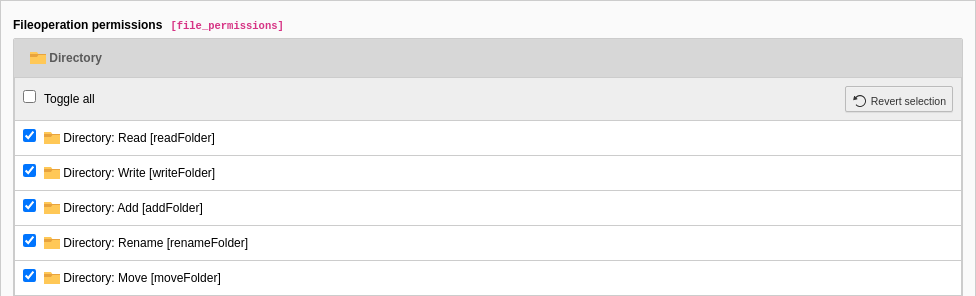 Fileoperation permissions [file_permissions]
Directory
Toggle all Revert selection
Directory: Read [readFolder]
Directory: Write [writeFolder]
Directory: Add [addFolder]
Directory: Rename [renameFolder]
Directory: Move [moveFolder]